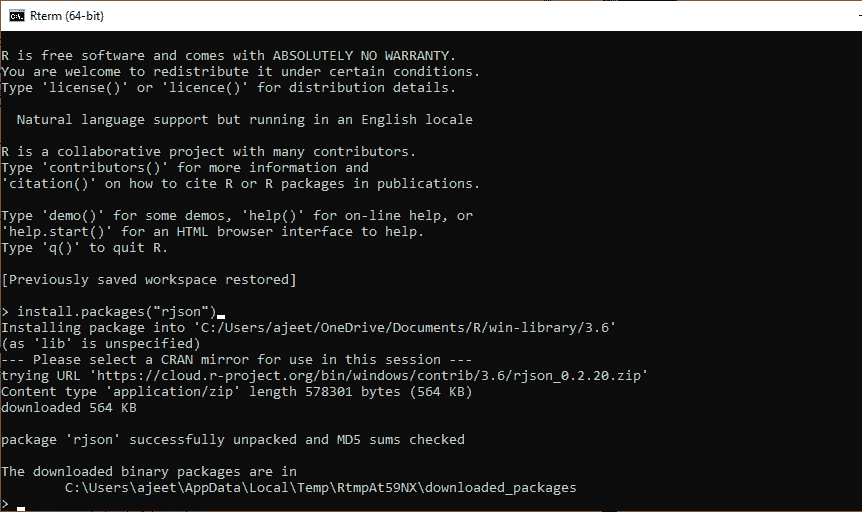 Rterm (64-bit)
R is free software and comes with ABSOLUTELY NO WARRANTY.
You are welcome to redistribute it under certain conditions.
Type 'license()' or 'licence()' for distribution details.
Natural language support but running in an English locale
R is a collaborative project with many contributors.
Type 'contributors()' for more information and
'citation()' on how to cite R or R packages in publications.
Type 'demo()' for some demos, 'help()' for on-line help, or
'help.start()' for an HTML browser interface to help.
Type 'q()' to quit R.
[Previously saved workspace restored]
> install.packages("rjson")
Installing package into 'C:/Users/ajeet/OneDrive/Documents/R/win-library/3.6'
(as 'lib' is unspecified)
--- Please select a CRAN mirror for use in this session ---
trying URL 'https://cloud.r-project.org/bin/windows/contrib/3.6/rjson_0.2.20.zip'
Content type 'application/zip' length 578301 bytes (564 KB)
downloaded 564 KB
package 'rjson' successfully unpacked and MD5 sums checked
The downloaded binary packages are in
C:\Users\ajeet\AppData\Local\Temp\RtmpAt59NX\downloaded_packages
>